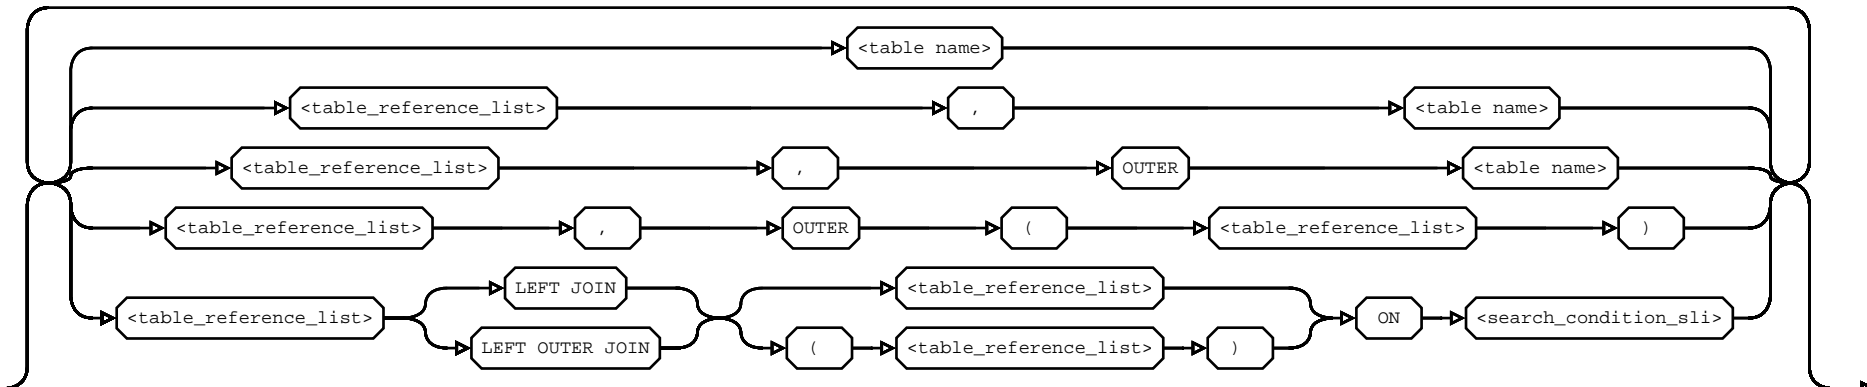 <table name>
<table_reference_list> , <table name>
<table_reference_list> , OUTER <table name>
<table_reference_list> , OUTER ( <table_reference_list> )
LEFT JOIN <table_reference_list>
<table_reference_list> ON <search_condition_sli>
LEFT OUTER JOIN ( <table_reference_list> )